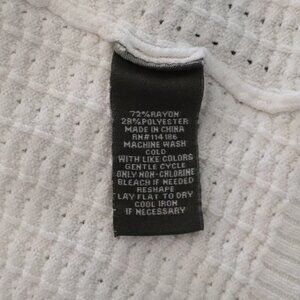 72%RAYON
28%POLYESTER
MADE IN CHINA
RN#114186
MACHINE WASH
COLD
WITH LIKE COLORS
GENTLE CYCLE
ONLY NON-CHLORINE
BLEACH IF NEEDED
RESHAPE
LAY FLAT TO DRY
COOL IRON
IF NECESSARY